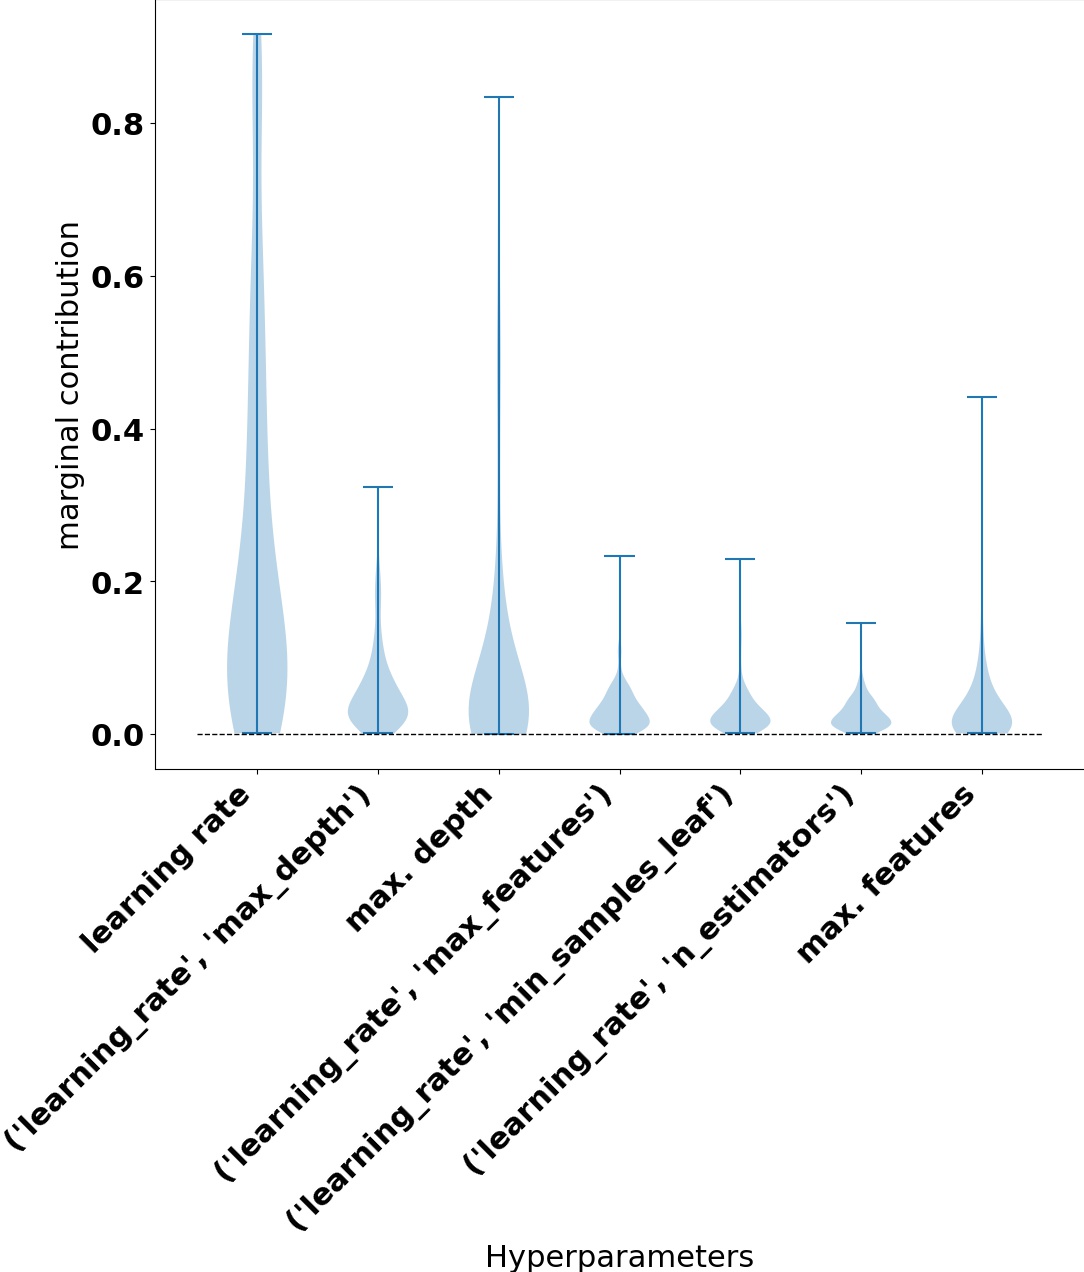 marginal contribution
0.8
0.6
0.4
0.2
0.0
learning rate
('learning_rate', 'max_depth')
max. depth
('learning_rate', 'max_features')
('learning_rate', 'min_samples_leaf')
('learning_rate', 'n_estimators')
max. features
Hyperparameters